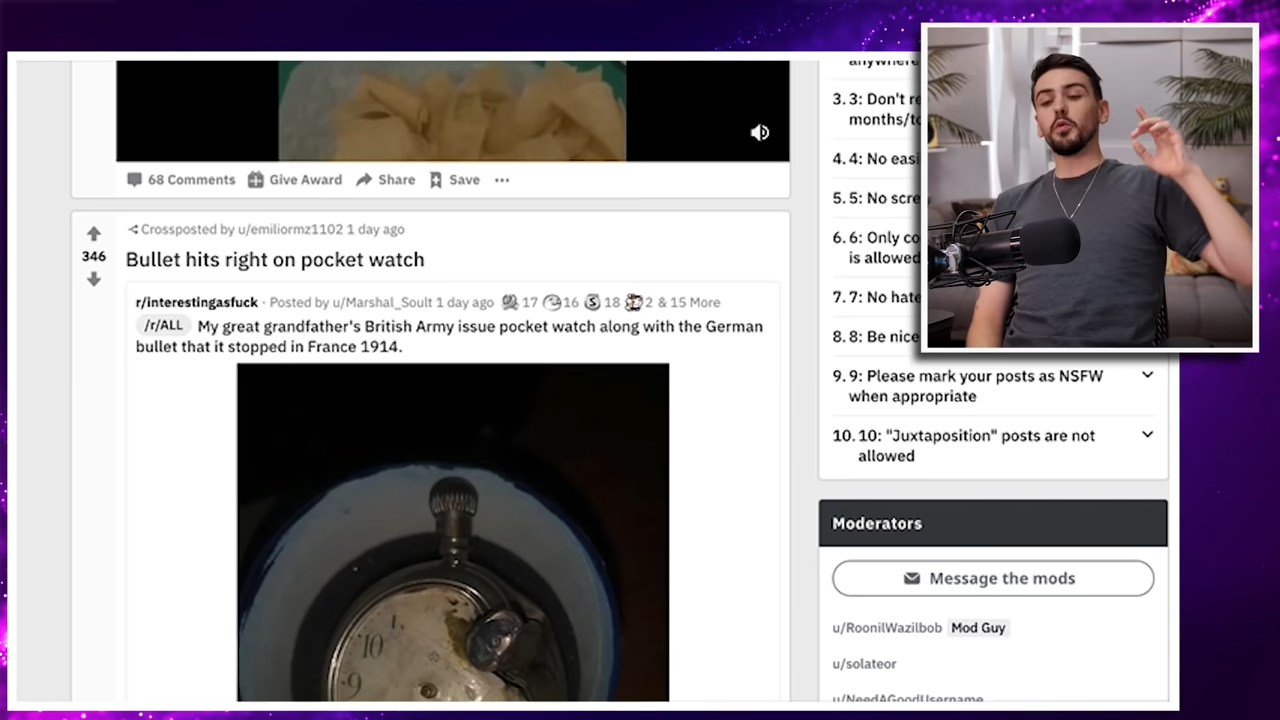 68 Comments Give Award Share Save
Crossposted by u/emiliormz1102 1 day ago
346
Bullet hits right on pocket watch
r/interestingasfuck · Posted by u/Marshal_Soult 1 day ago 17 16 18 2 & 15 More
/r/ALL My great grandfather's British Army issue pocket watch along with the German
bullet that it stopped in France 1914.
10
9
anywhere
3. 3: Don't re
months/to
4. 4: No easi
5. 5: No scre
6. 6: Only co
is allowed
7. 7: No hate
8. 8: Be nice
9. 9: Please mark your posts as NSFW
when appropriate
10. 10: "Juxtaposition" posts are not
allowed
Moderators
Message the mods
u/RoonilWazilbob Mod Guy
u/solateor
u/NeedAGoodUsername